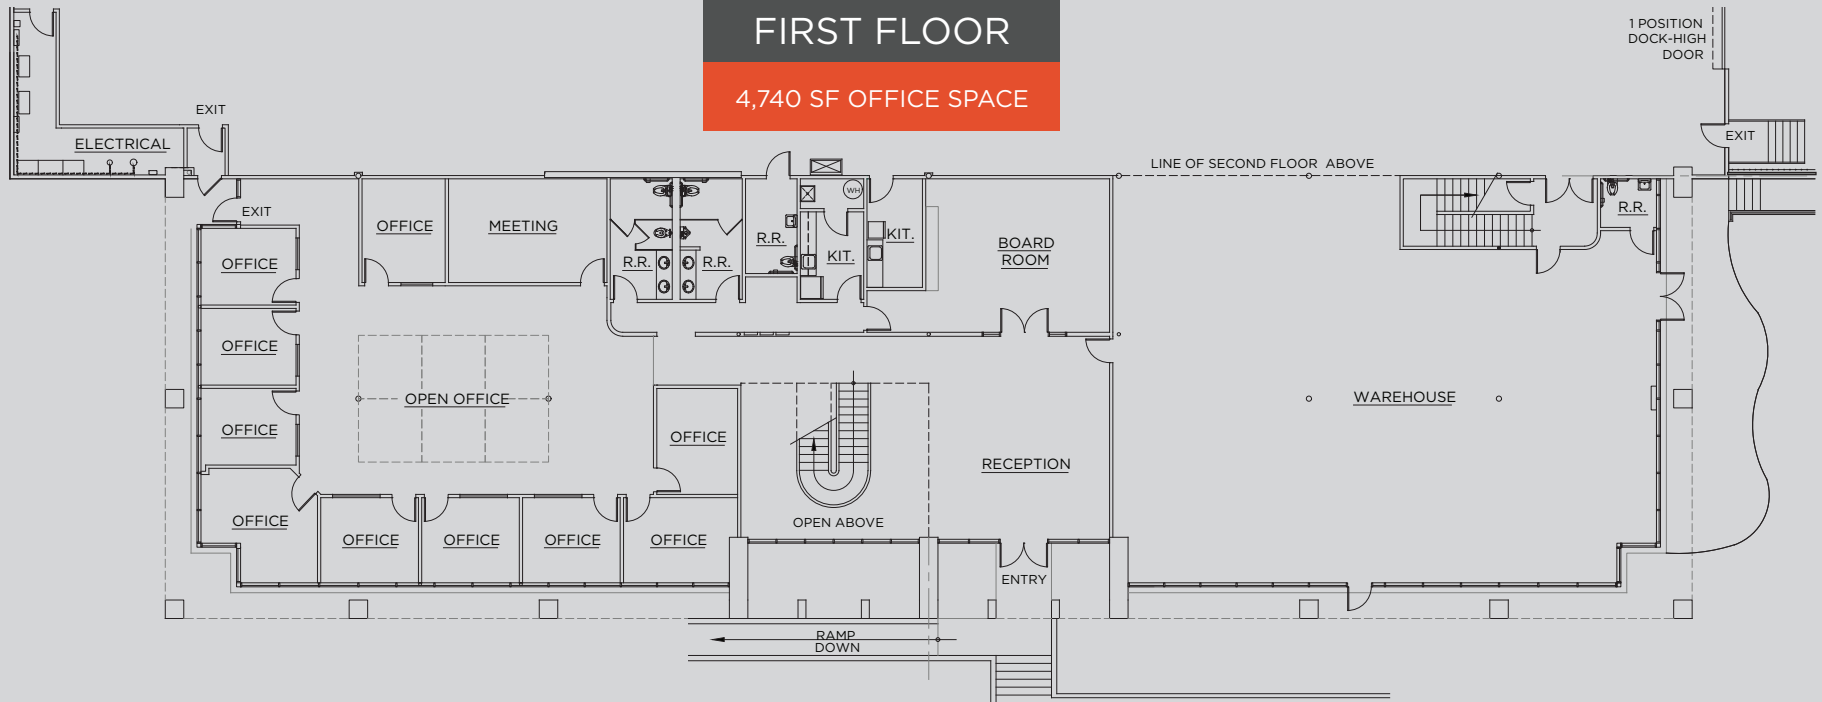 FIRST FLOOR
4,740 SF OFFICE SPACE
1 POSITION
DOCK-HIGH
DOOR
EXIT
ELECTRICAL
EXIT
LINE OF SECOND FLOOR ABOVE
EXIT
OFFICE
MEETING
WH
R.R.
KIT.
KIT.
R.R.
R.R.
BOARD
ROOM
R.R.
OFFICE
OFFICE
OFFICE
OPEN OFFICE
OFFICE
WAREHOUSE
RECEPTION
OFFICE
OPEN ABOVE
OFFICE
OFFICE
OFFICE
OFFICE
ENTRY
RAMP
DOWN